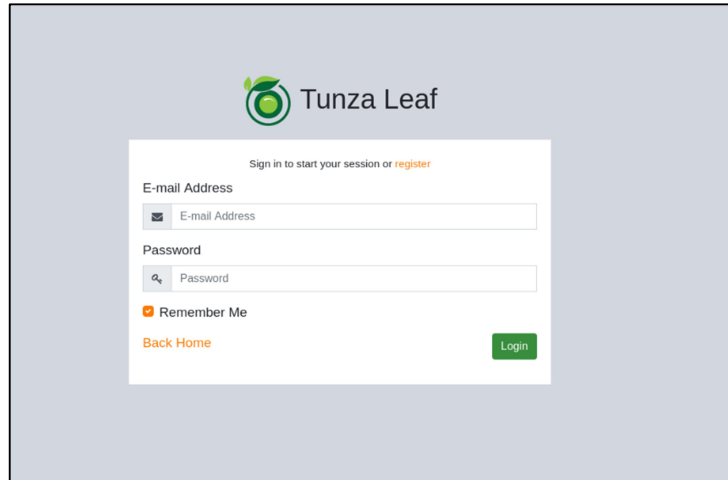 Tunza Leaf
Sign in to start your session or register
E-mail Address
E-mail Address
Password
Password
Remember Me
Back Home
Login